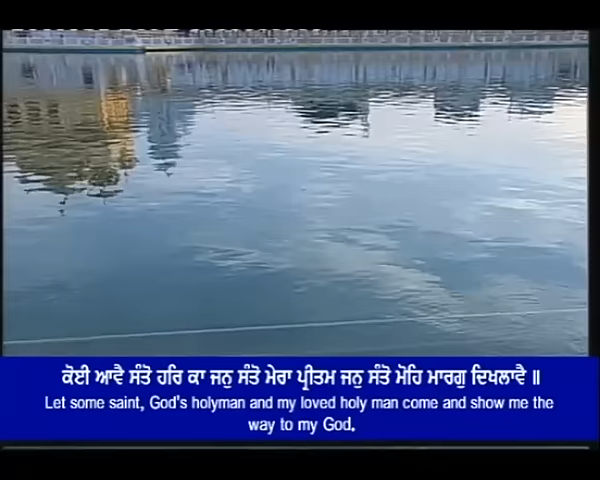 ਕੋਈ ਆਵੈ ਸੰਤੋ ਹਰਿ ਕਾ ਜਨੁ ਸੰਤੋ ਮੇਰਾ ਪ੍ਰੀਤਮ ਜਨੁ ਸੰਤੋ ਮੋਹਿ ਮਾਰਗੁ ਦਿਖਲਾਵੈ ॥
Let some saint, God's holyman and my loved holy man come and show me the
way to my God.